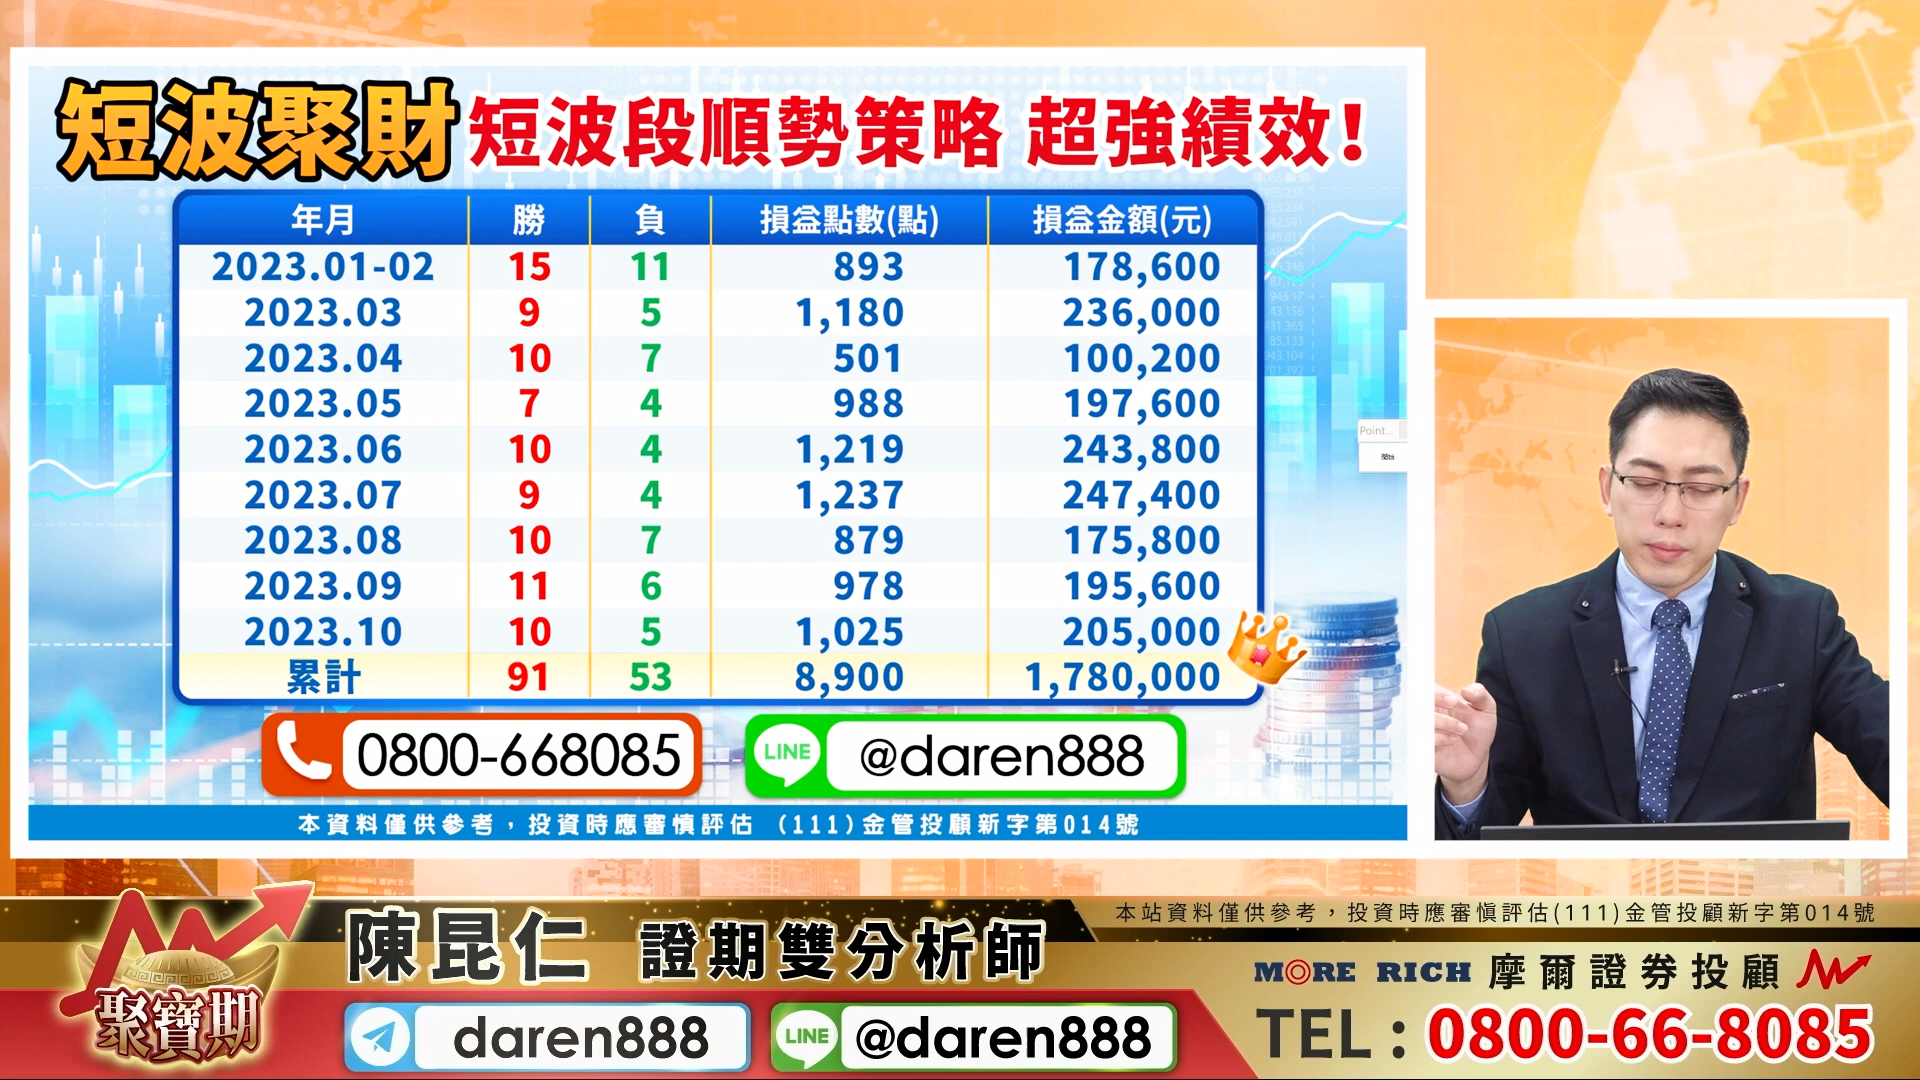 短波聚財 短波段順勢策略 超強績效!
年月 勝 負 損益點數(點) 損益金額(元)
2023.01-02 15 11 893 178,600
2023.03 9 5 1,180 236,000
2023.04 10 7 501 100,200
2023.05 7 4 988 197,600
2023.06 10 4 1,219 243,800
2023.07 9 4 1,237 247,400
2023.08 10 7 879 175,800
2023.09 11 6 978 195,600
2023.10 10 5 1,025 205,000
累計 91 53 8,900 1,780,000
Point...
開始
0800-668085
LINE @daren888
本資料僅供參考，投資時應審慎評估 (111)金管投顧新字第014號
聚寶期
陳昆仁 證期雙分析師
daren888
LINE @daren888
本站資料僅供參考，投資時應審慎評估(111)金管投顧新字第014號
MORE RICH 摩爾證券投顧
TEL : 0800-66-8085